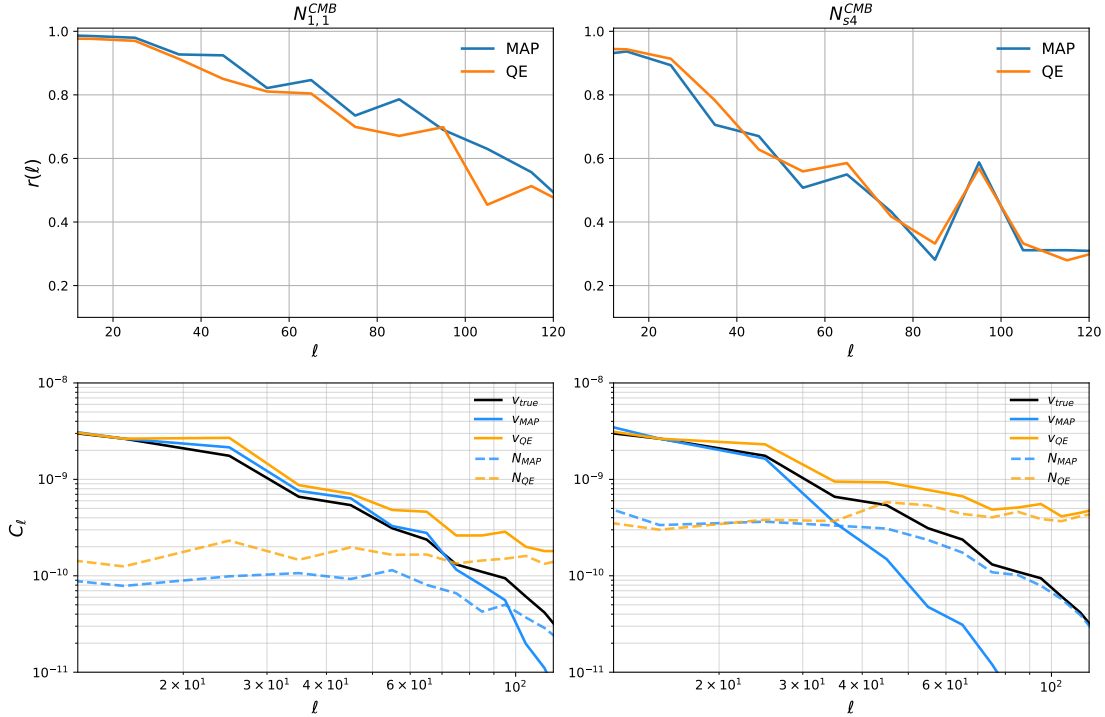 N_{1,1}^{CMB}
1.0
0.8
0.6
0.4
0.2
r(ℓ)
20 40 60 80 100 120
ℓ
MAP
QE
N_{s4}^{CMB}
1.0
0.8
0.6
0.4
0.2
20 40 60 80 100 120
ℓ
MAP
QE
10^{-8}
10^{-9}
10^{-10}
10^{-11}
C_ℓ
2 × 10^1 3 × 10^1 4 × 10^1 6 × 10^1 10^2
ℓ
v_{true}
v_{MAP}
v_{QE}
N_{MAP}
N_{QE}
10^{-8}
10^{-9}
10^{-10}
10^{-11}
2 × 10^1 3 × 10^1 4 × 10^1 6 × 10^1 10^2
ℓ
v_{true}
v_{MAP}
v_{QE}
N_{MAP}
N_{QE}